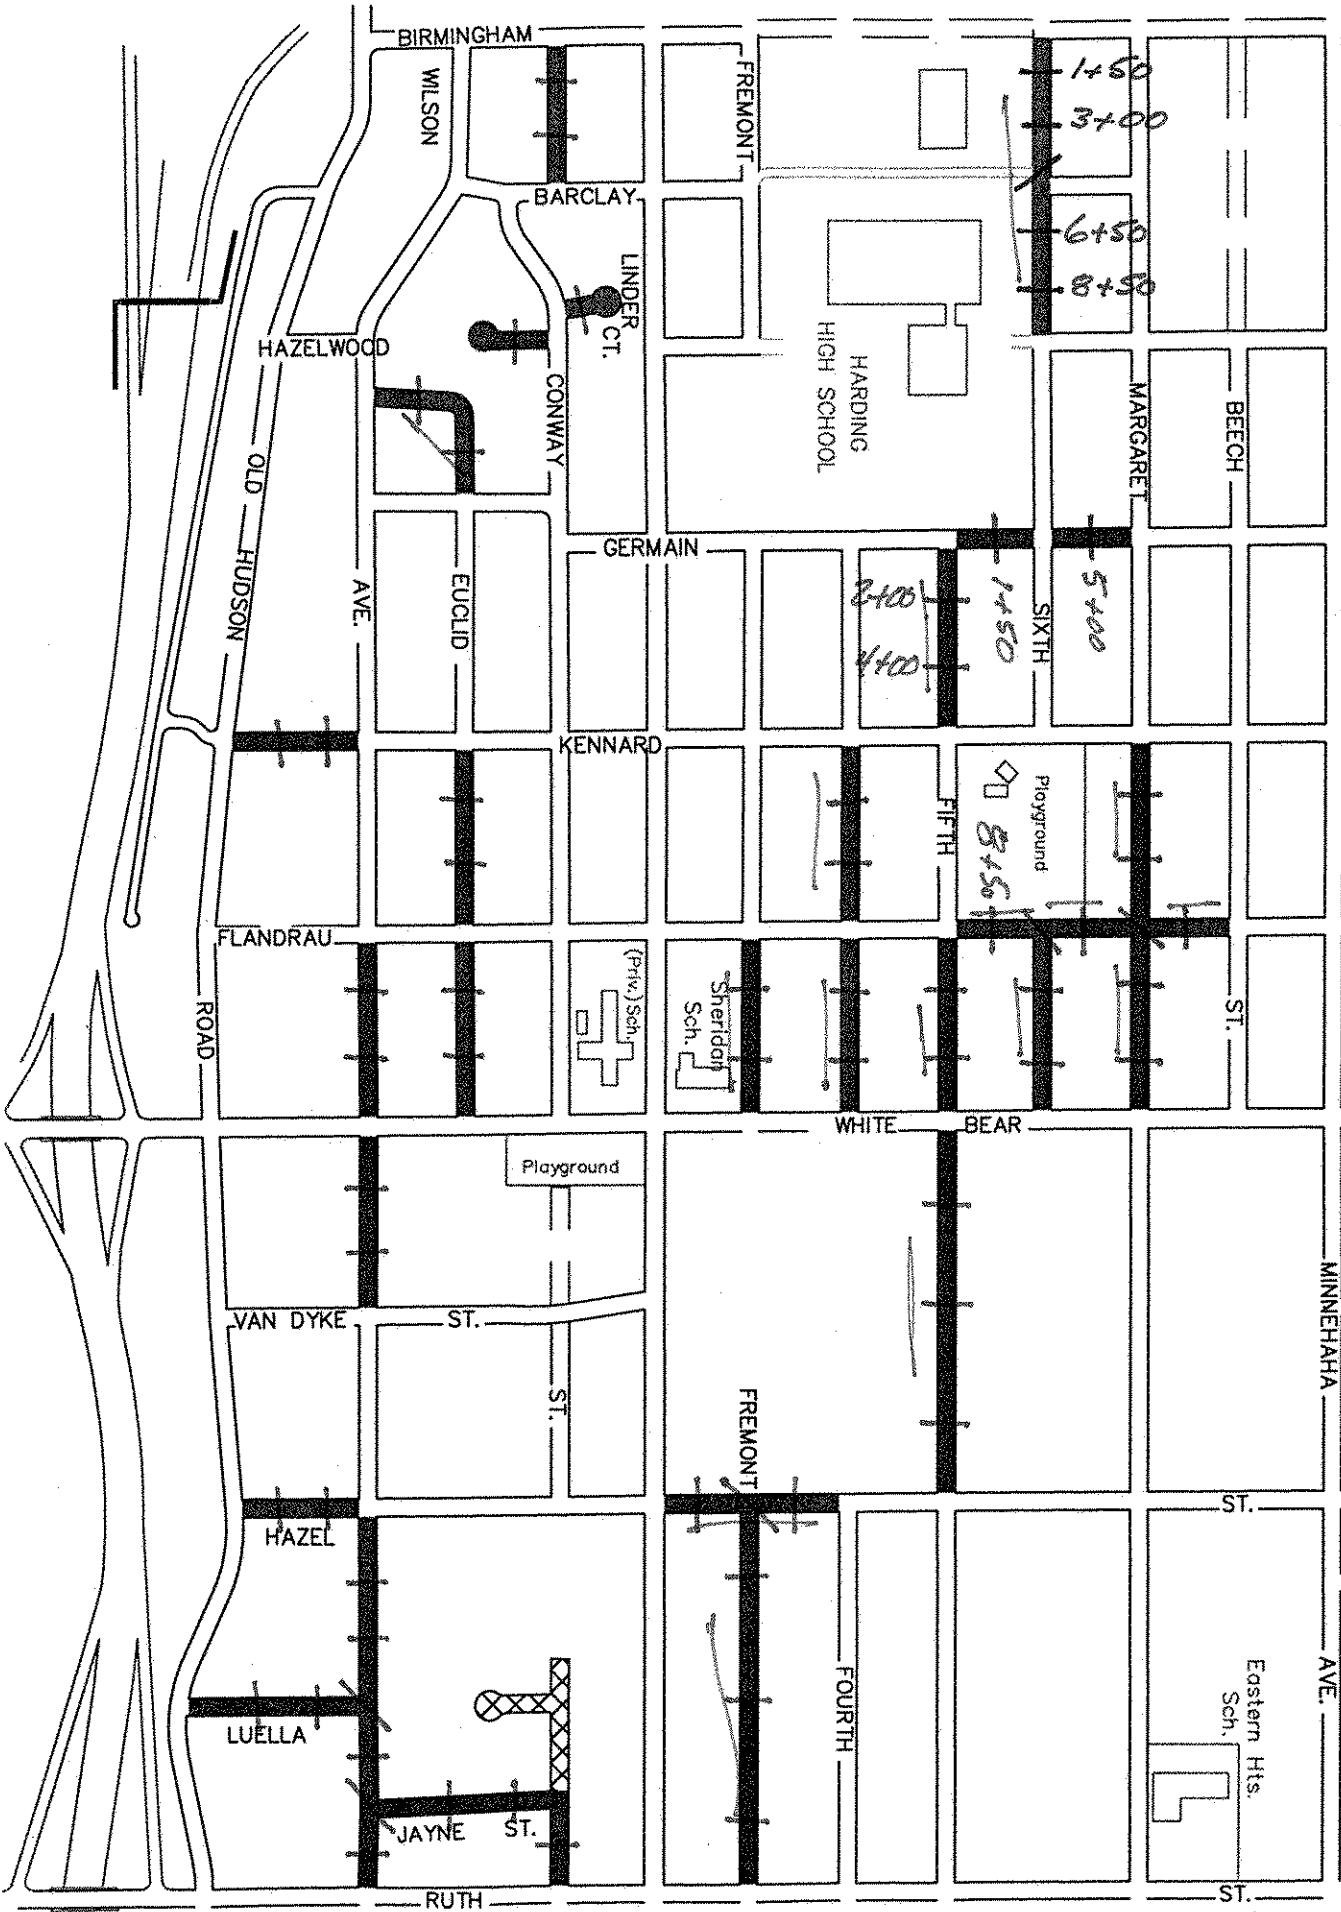 BIRMINGHAM
WILSON
FREMONT
1+50
3+00
BARCLAY
6+50
8+50
LINDER CT.
HAZELWOOD
HARDING
HIGH SCHOOL
CONWAY
MARGARET
BEECH
OLD HUDSON
GERMAIN
AVE.
EUCLID
2+00
4+00
1+50
SIXTH
5+00
KENNARD
FIFTH
Playground
8+50
FLANDRAU
ROAD
(Priv.) Sch.
Sheridan
Sch.
ST.
WHITE BEAR
Playground
VAN DYKE ST.
MINNEHAHA
ST.
FREMONT
HAZEL
ST.
LUELLA
FOURTH
Eastern Hts.
Sch.
AVE.
JAYNE ST.
RUTH
ST.